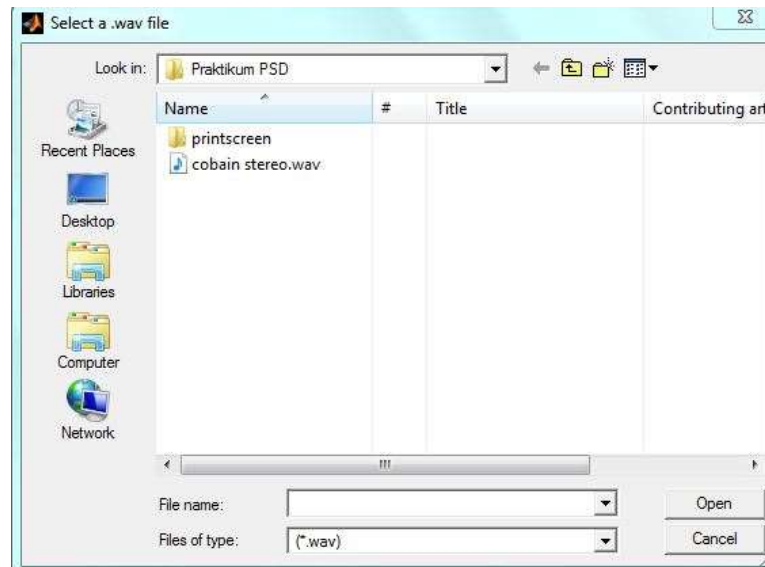 Select a .wav file
Look in: Praktikum PSD
Name # Title Contributing art
printscreen
cobain stereo.wav
Recent Places
Desktop
Libraries
Computer
Network
File name: Open
Files of type: (*.wav) Cancel